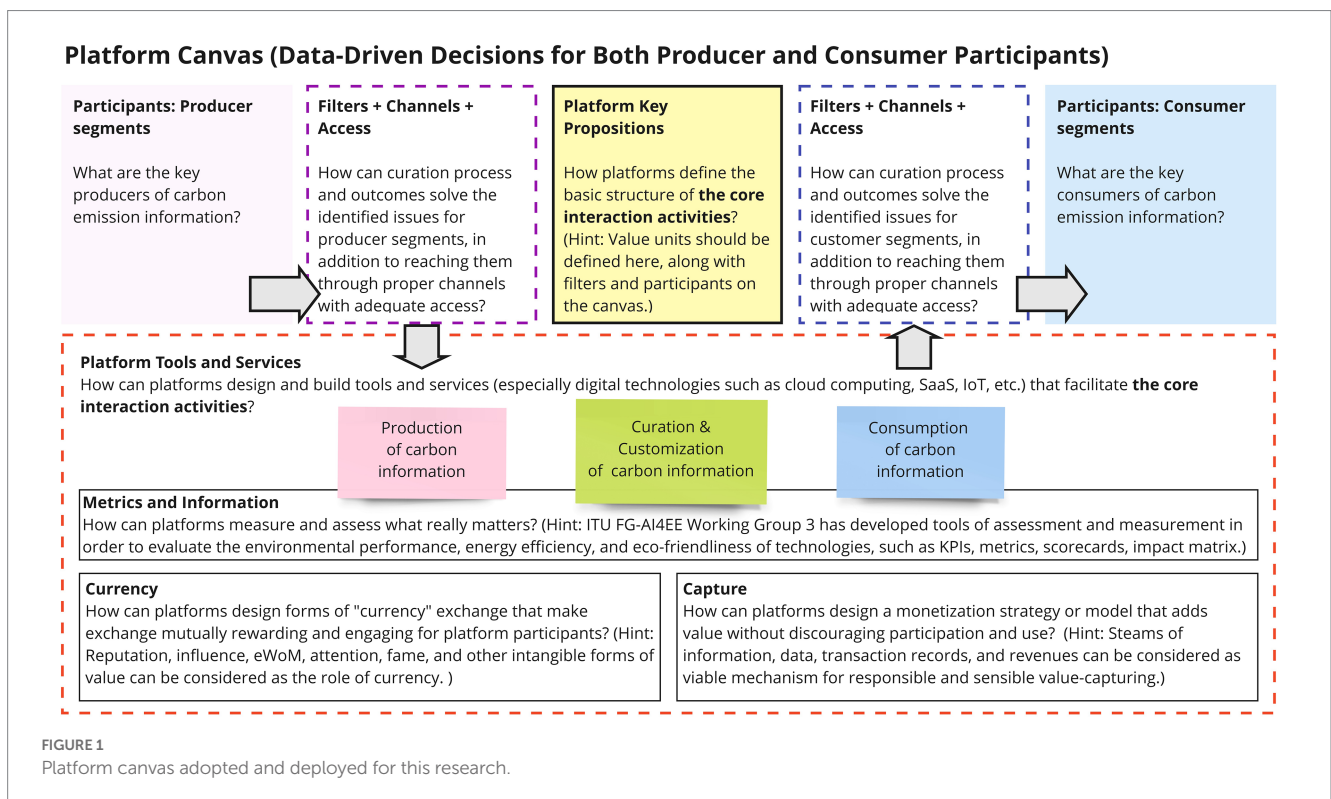 Platform Canvas (Data-Driven Decisions for Both Producer and Consumer Participants)
Participants: Producer
segments
What are the key
producers of carbon
emission information?
Filters + Channels +
Access
How can curation process
and outcomes solve the
identified issues for
producer segments, in
addition to reaching them
through proper channels
with adequate access?
Platform Key
Propositions
How platforms define the
basic structure of the core
interaction activities?
(Hint: Value units should be
defined here, along with
filters and participants on
the canvas.)
Filters + Channels +
Access
How can curation process
and outcomes solve the
identified issues for
customer segments, in
addition to reaching them
through proper channels
with adequate access?
Participants: Consumer
segments
What are the key
consumers of carbon
emission information?
Platform Tools and Services
How can platforms design and build tools and services (especially digital technologies such as cloud computing, SaaS, IoT, etc.) that facilitate the core
interaction activities?
Production
of carbon
information
Curation &
Customization
of carbon information
Consumption
of carbon
information
Metrics and Information
How can platforms measure and assess what really matters? (Hint: ITU FG-AI4EE Working Group 3 has developed tools of assessment and measurement in
order to evaluate the environmental performance, energy efficiency, and eco-friendliness of technologies, such as KPIs, metrics, scorecards, impact matrix.)
Currency
How can platforms design forms of "currency" exchange that make
exchange mutually rewarding and engaging for platform participants? (Hint:
Reputation, influence, eWoM, attention, fame, and other intangible forms of
value can be considered as the role of currency. )
Capture
How can platforms design a monetization strategy or model that adds
value without discouraging participation and use? (Hint: Steams of
information, data, transaction records, and revenues can be considered as
viable mechanism for responsible and sensible value-capturing.)
FIGURE 1
Platform canvas adopted and deployed for this research.